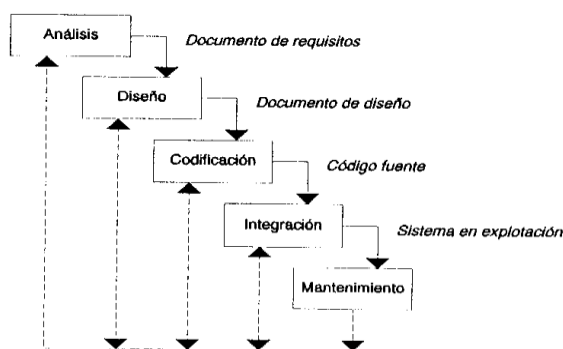 Análisis
Documento de requisitos
Diseño
Documento de diseño
Codificación
Código fuente
Integración
Sistema en explotación
Mantenimiento